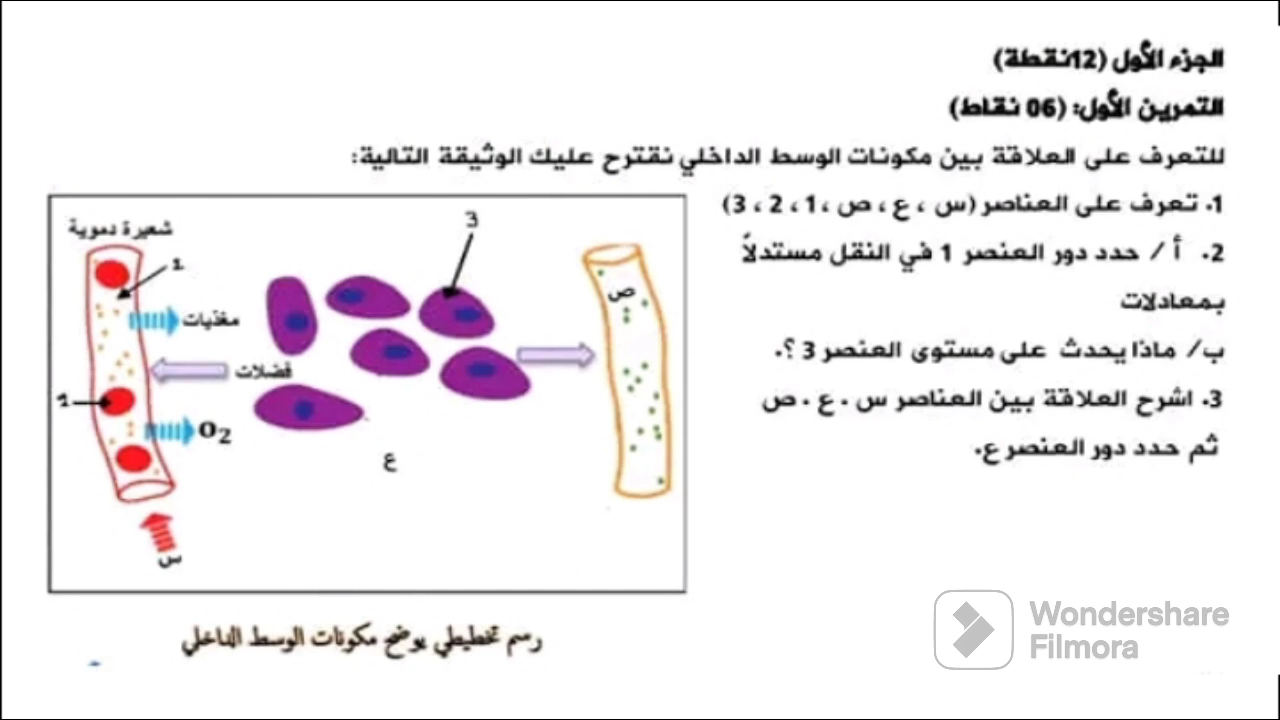 الجزء الأول (12نقطة)
التمرين الأول: (06 نقاط)
للتعرف على العلاقة بين مكونات الوسط الداخلي نقترح عليك الوثيقة التالية:
1. تعرف على العناصر (س ، ع ، ص ،1 ، 2 ، 3)
2. أ / حدد دور العنصر 1 في النقل مستدلاً
بمعادلات
ب/ ماذا يحدث على مستوى العنصر 3 ؟.
3. اشرح العلاقة بين العناصر س . ع . ص
ثم حدد دور العنصر ع.
شعيرة دموية
1
3
ص
مغذيات
فضلات
1
O2
ع
س
رسم تخطيطي يوضح مكونات الوسط الداخلي
Wondershare
Filmora